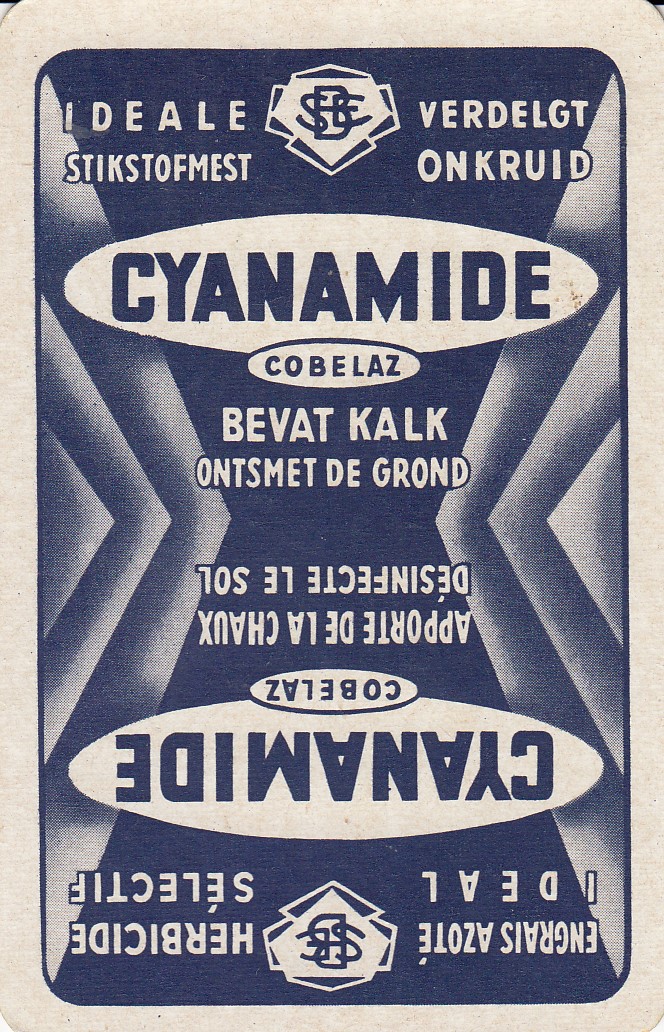 IDEALE
STIKSTOFMEST
VERDELGT
ONKRUID
CYANAMIDE
COBELAZ
BEVAT KALK
ONTSMET DE GROND
ENGRAIS AZOTÉ
IDEAL
HERBICIDE
SÉLECTIF
CYANAMIDE
COBELAZ
APPORTE DE LA CHAUX
DÉSINFECTE LE SOL